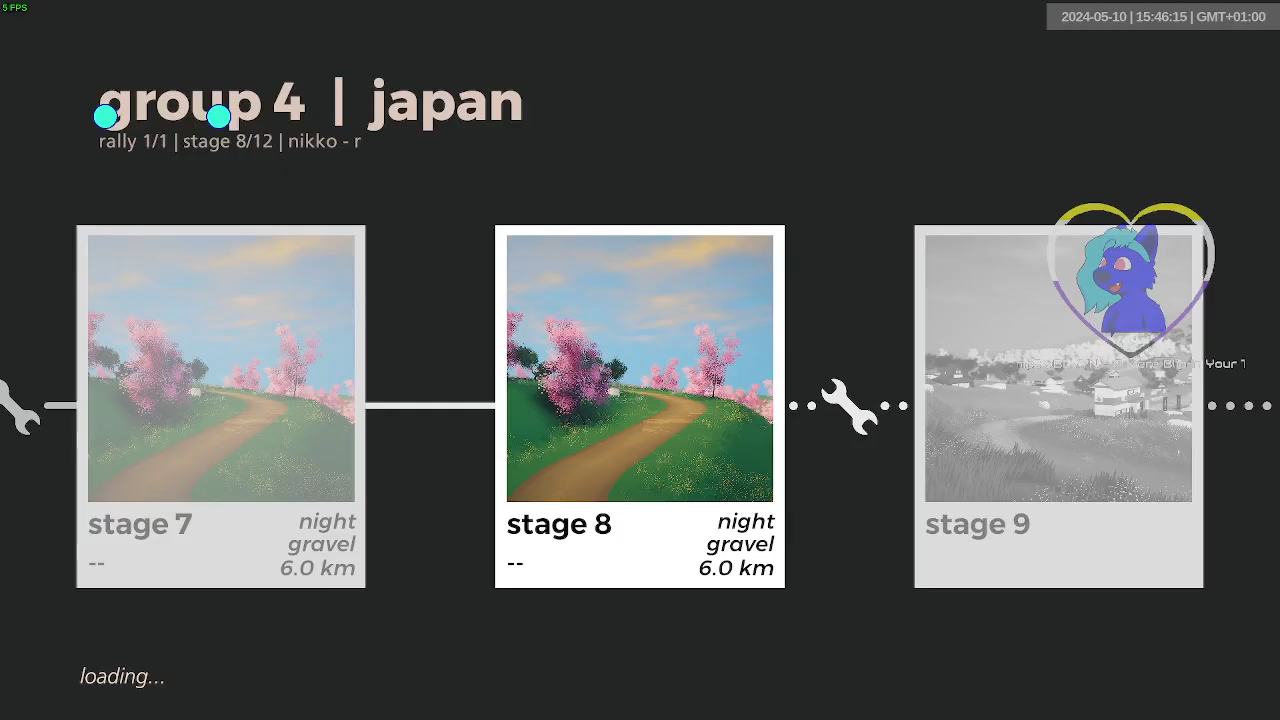 5 FPS
2024-05-10 | 15:46:15 | GMT+01:00
group 4 | japan
rally 1/1 | stage 8/12 | nikko - r
stage 7
--
night
gravel
6.0 km
stage 8
--
night
gravel
6.0 km
stage 9
Your
loading...